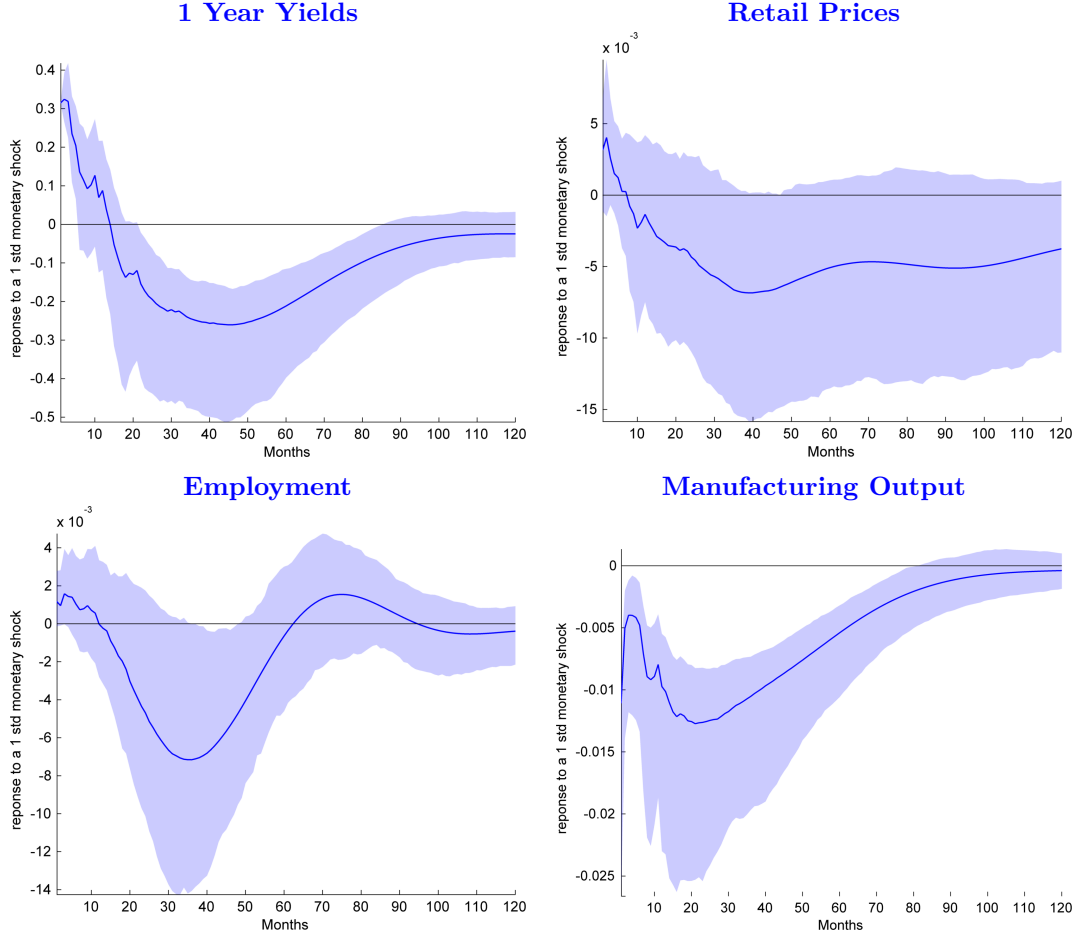 1 Year Yields
reponse to a 1 std monetary shock
0.4
0.3
0.2
0.1
0
-0.1
-0.2
-0.3
-0.4
-0.5
10 20 30 40 50 60 70 80 90 100 110 120
Months
Retail Prices
x 10-3
reponse to a 1 std monetary shock
5
0
-5
-10
-15
10 20 30 40 50 60 70 80 90 100 110 120
Months
Employment
x 10-3
reponse to a 1 std monetary shock
4
2
0
-2
-4
-6
-8
-10
-12
-14
10 20 30 40 50 60 70 80 90 100 110 120
Months
Manufacturing Output
reponse to a 1 std monetary shock
0
-0.005
-0.01
-0.015
-0.02
-0.025
10 20 30 40 50 60 70 80 90 100 110 120
Months